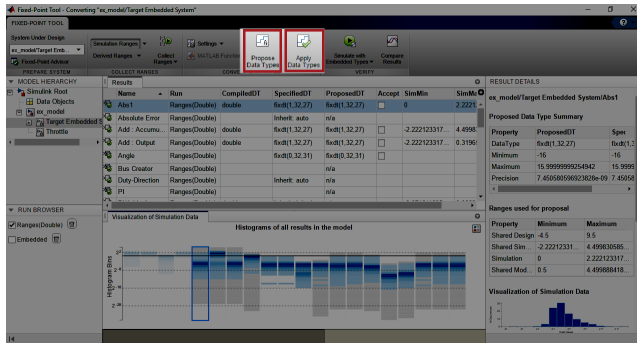 Fixed-Point Tool - Converting "ex_model/Target Embedded System"
FIXED-POINT TOOL
System Under Design
ex_model/Target Emb...
Fixed-Point Advisor
PREPARE SYSTEM
Simulation Ranges
Derived Ranges
Collect
Ranges
COLLECT RANGES
Settings
MATLAB Function
Propose
Data Types
Apply
Data Types
CONVE
Simulate with
Embedded Types
Compare
Results
VERIFY
MODEL HIERARCHY
Simulink Root
Data Objects
ex_model
Target Embedded S
Throttle
RUN BROWSER
Ranges(Double)
Embedded
Results
Name Run CompiledDT SpecifiedDT ProposedDT Accept SimMin SimMa
Abs1 Ranges(Double) double fixdt(1,32,27) fixdt(1,32,27) 0 2.2221
Absolute Error Ranges(Double) Inherit: auto n/a
Add : Accumu... Ranges(Double) double fixdt(1,32,27) fixdt(1,32,27) -2.222123317... 4.4998
Add : Output Ranges(Double) double fixdt(1,32,27) fixdt(1,32,27) -2.222123317... 0.3196
Angle Ranges(Double) fixdt(0,32,31) fixdt(0,32,31)
Bus Creator Ranges(Double) n/a
Duty-Direction Ranges(Double) Inherit: auto n/a
PI Ranges(Double) n/a
Visualization of Simulation Data
Histograms of all results in the model
Histogram Bins
RESULT DETAILS
ex_model/Target Embedded System/Abs1
Proposed Data Type Summary
Property ProposedDT Spec
DataType fixdt(1,32,27) fixdt(1,3
Minimum -16 -16
Maximum 15.99999999254942 15.9999
Precision 7.450580596923828e-09 7.45058
Ranges used for proposal
Property Minimum Maximum
Shared Design -4.5 9.5
Shared Sim... -2.22212331... 4.499830585...
Simulation 0 2.222123317...
Shared Mod... 0.5 4.499888418...
Visualization of Simulation Data